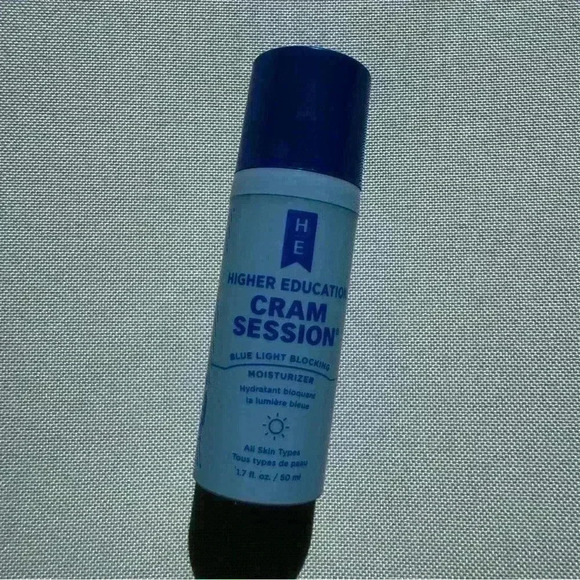 H
E
HIGHER EDUCATION
CRAM
SESSION
BLUE LIGHT BLOCKING
MOISTURIZER
Hydratant bloquant
la lumière bleue
All Skin Types
Tous types de peau
1.7 fl. oz. / 50 ml